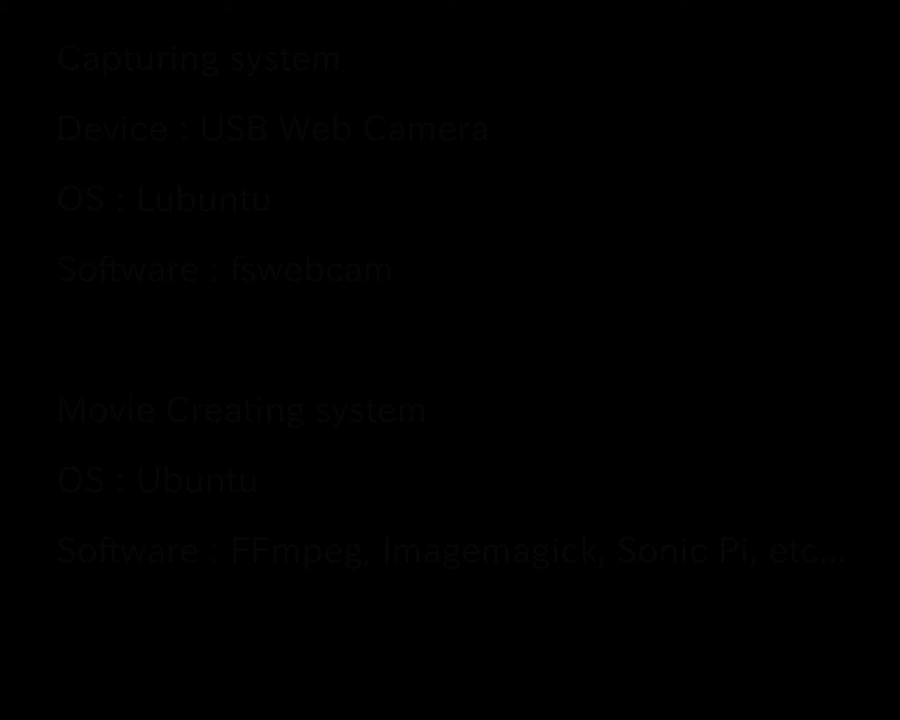 Capturing system
Device : USB Web Camera
OS : Lubuntu
Software : fswebcam
Movie Creating system
OS : Ubuntu
Software : FFmpeg, Imagemagick, Sonic Pi, etc...